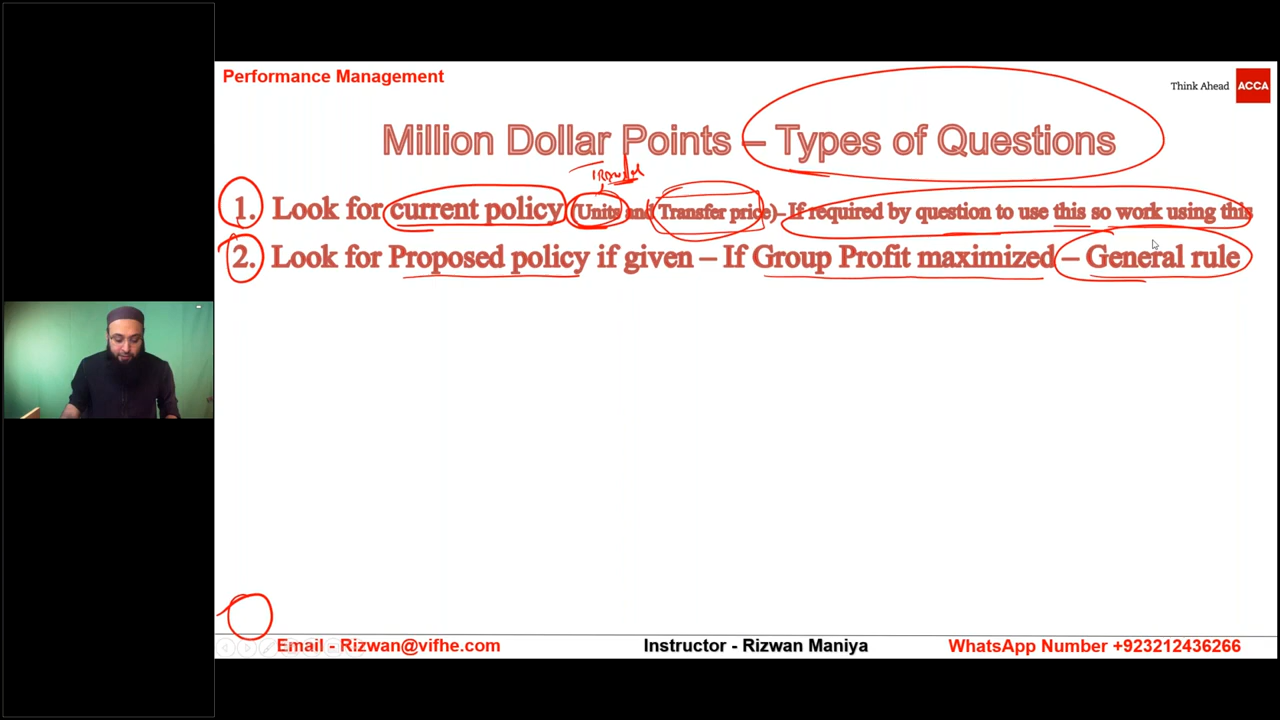 Performance Management
Think Ahead ACCA
Million Dollar Points – Types of Questions
1. Look for current policy (Units and Transfer price) – If required by question to use this so work using this
2. Look for Proposed policy if given – If Group Profit maximized – General rule
Email - Rizwan@vifhe.com Instructor - Rizwan Maniya WhatsApp Number +923212436266